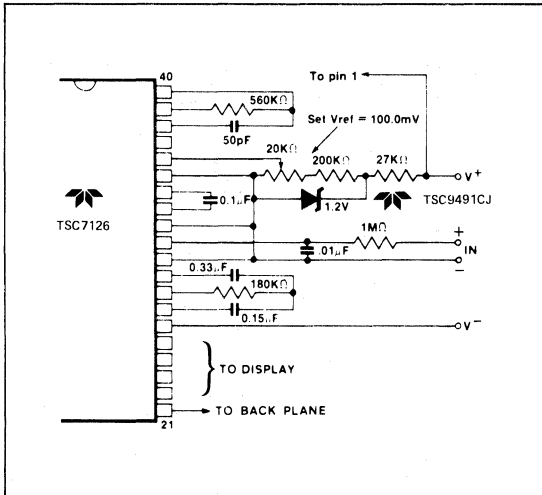 40
To pin 1
560KΩ
50pF
Set Vref = 100.0mV
20KΩ
200KΩ
27KΩ
V+
TSC9491CJ
TSC7126
0.1μF
1.2V
1MΩ
+
IN
.01μF
−
0.33μF
180KΩ
0.15μF
V−
TO DISPLAY
TO BACK PLANE
21